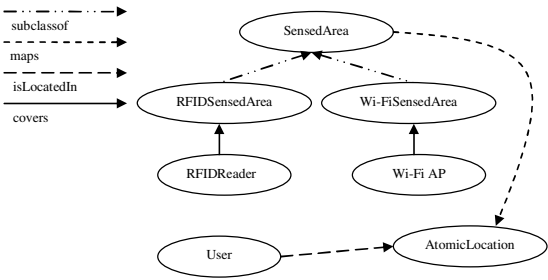 subclassof
maps
isLocatedIn
covers
SensedArea
RFIDSensedArea
Wi-FiSensedArea
RFIDReader
Wi-Fi AP
User
AtomicLocation